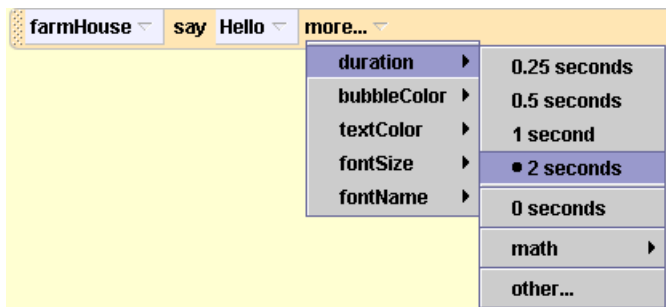 farmHouse say Hello more...
duration
bubbleColor
textColor
fontSize
fontName
0.25 seconds
0.5 seconds
1 second
2 seconds
0 seconds
math
other...